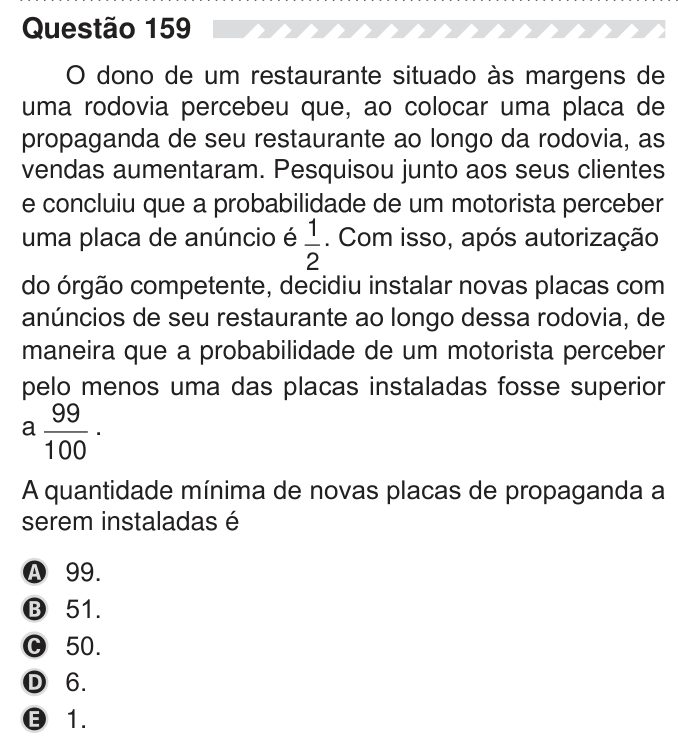 Questão 159
O dono de um restaurante situado às margens de
uma rodovia percebeu que, ao colocar uma placa de
propaganda de seu restaurante ao longo da rodovia, as
vendas aumentaram. Pesquisou junto aos seus clientes
e concluiu que a probabilidade de um motorista perceber
uma placa de anúncio é 1/2. Com isso, após autorização
do órgão competente, decidiu instalar novas placas com
anúncios de seu restaurante ao longo dessa rodovia, de
maneira que a probabilidade de um motorista perceber
pelo menos uma das placas instaladas fosse superior
a 99/100.
A quantidade mínima de novas placas de propaganda a
serem instaladas é
A 99.
B 51.
C 50.
D 6.
E 1.